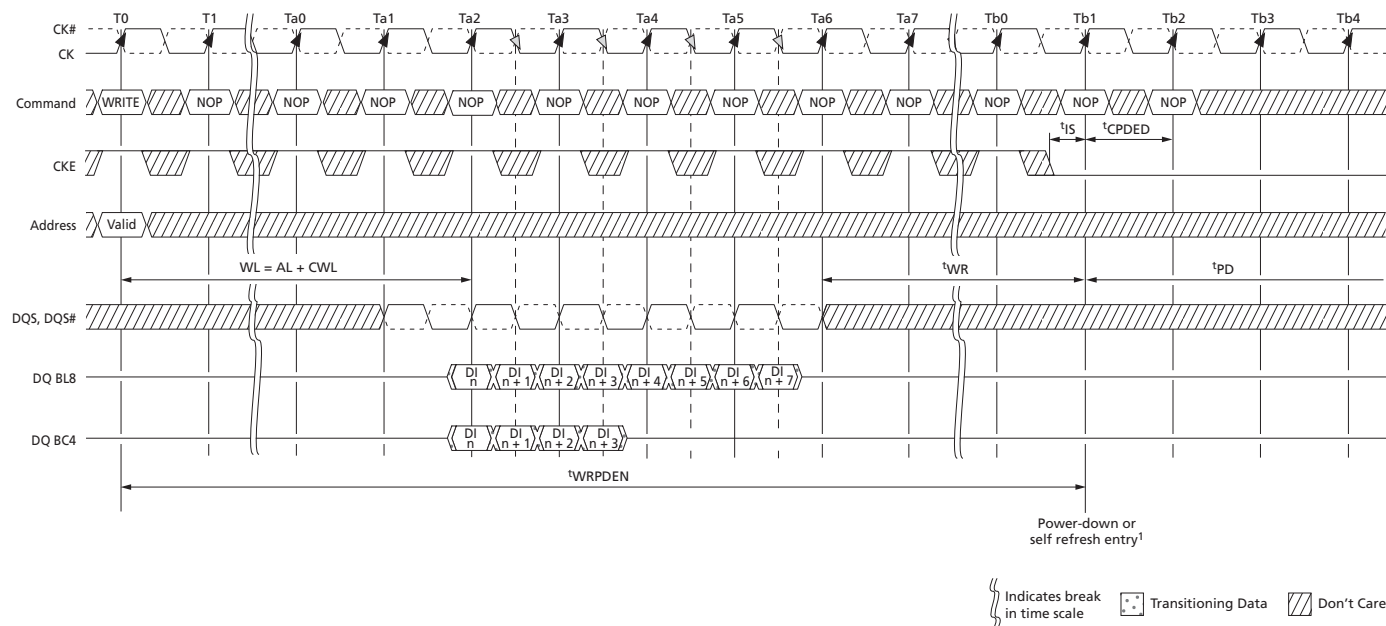 T0 T1 Ta0 Ta1 Ta2 Ta3 Ta4 Ta5 Ta6 Ta7 Tb0 Tb1 Tb2 Tb3 Tb4
CK#
CK
Command WRITE NOP NOP NOP NOP NOP NOP NOP NOP NOP NOP NOP NOP
tIS tCPDED
CKE
Address Valid
WL = AL + CWL tWR tPD
DQS, DQS#
DQ BL8 DI n DI n + 1 DI n + 2 DI n + 3 DI n + 4 DI n + 5 DI n + 6 DI n + 7
DQ BC4 DI n DI n + 1 DI n + 2 DI n + 3
tWRPDEN
Power-down or
self refresh entry1
Indicates break
in time scale
Transitioning Data
Don't Care